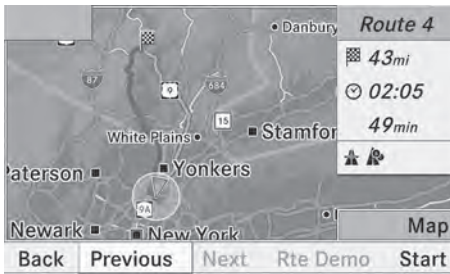 Danbury
Route 4
43mi
87
9
684
02:05
15
49min
White Plains
Stamfor
Yonkers
aterson
9A
Newark
New York
Map
Back Previous Next Rte Demo Start